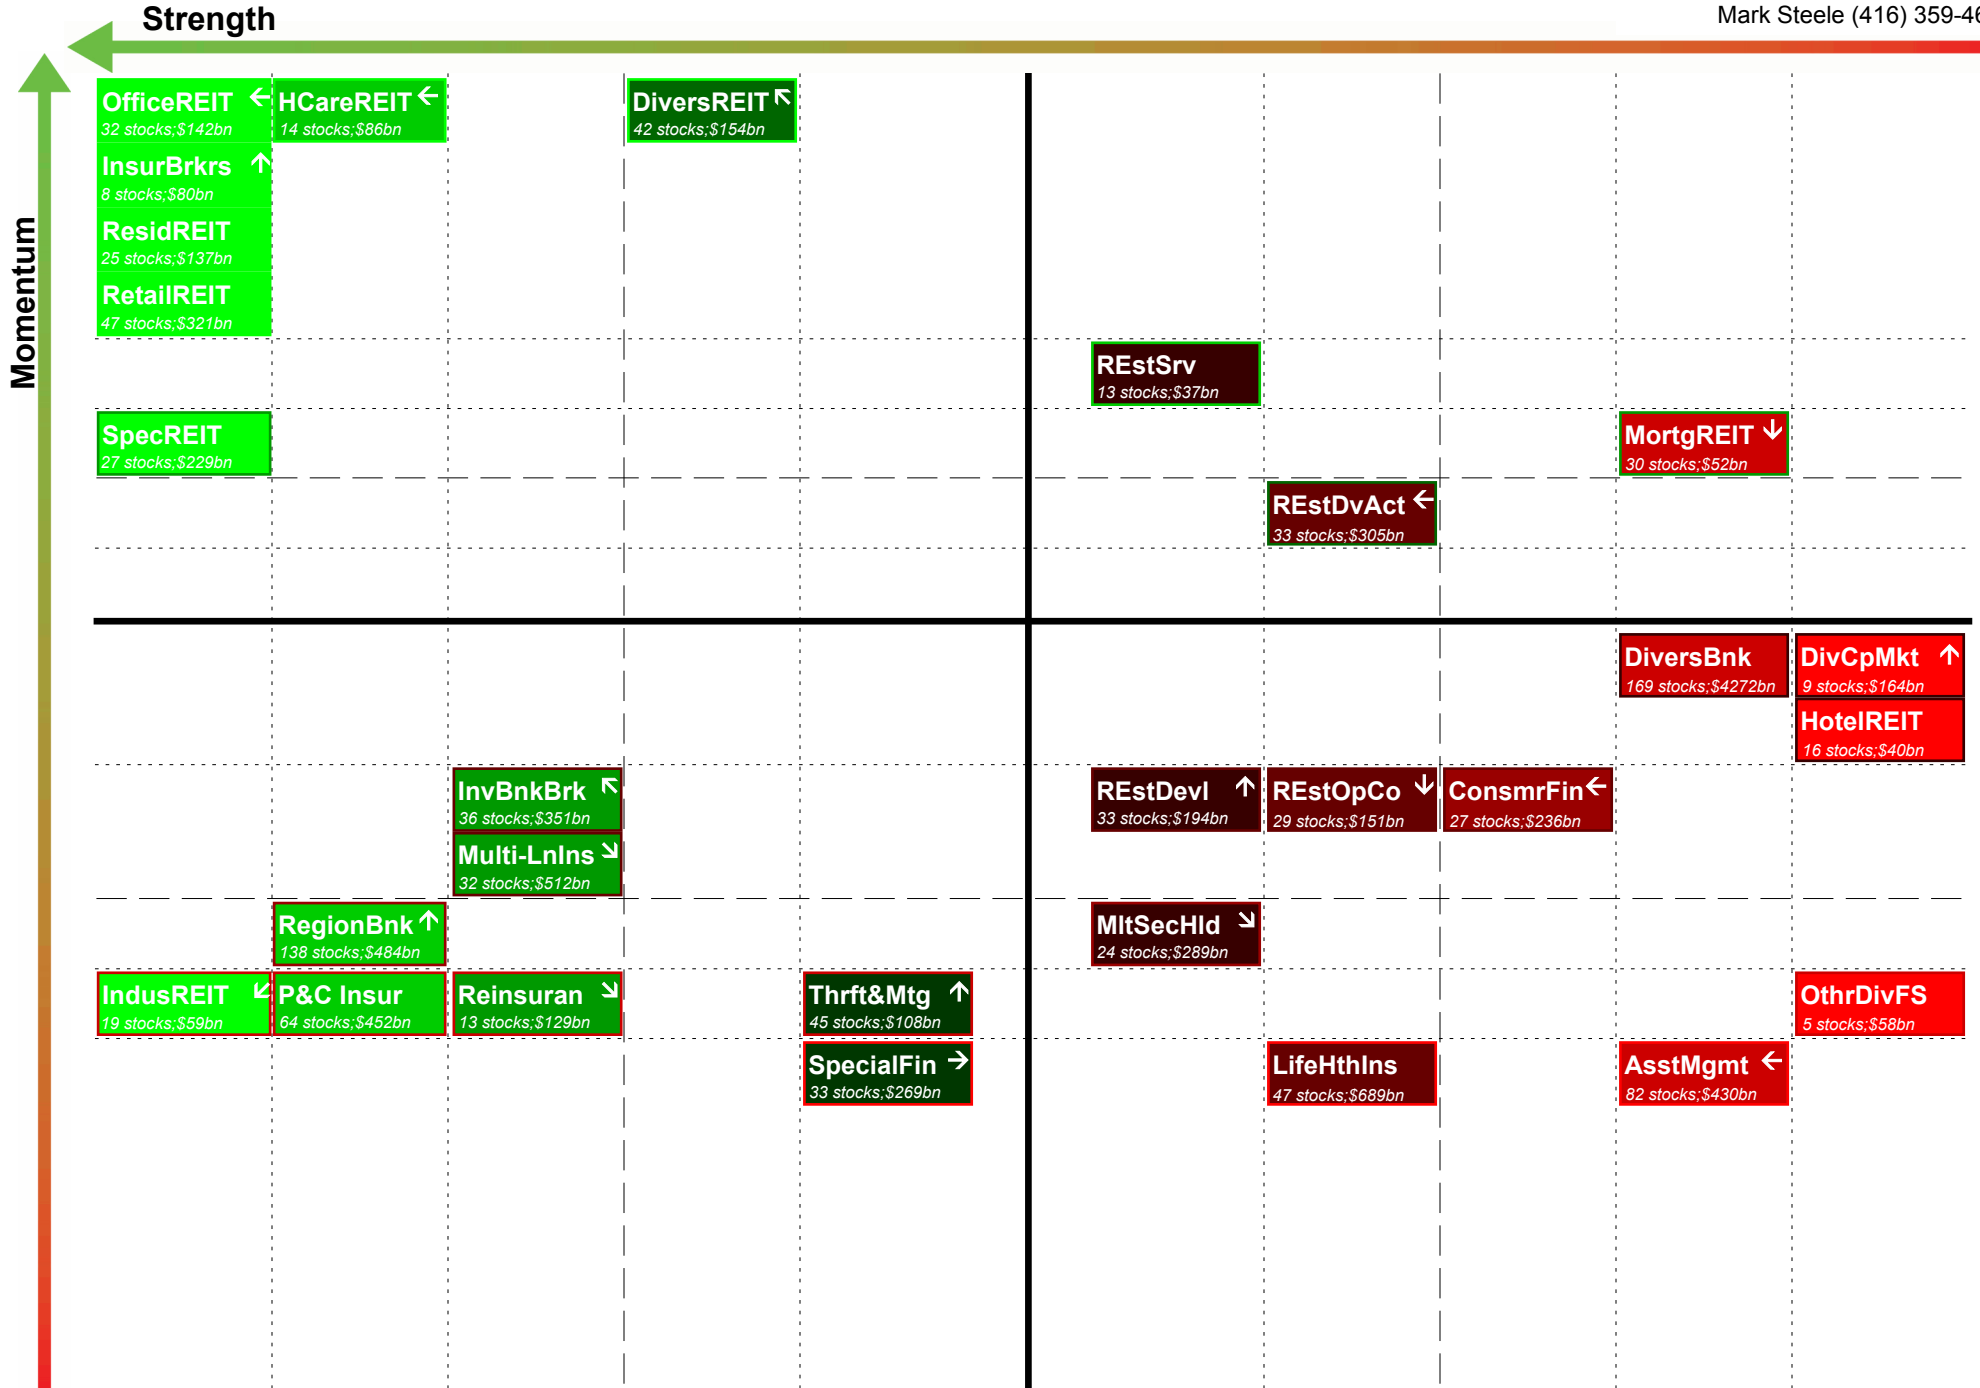 Strength
Mark Steele (416) 359-46
Momentum
OfficeREIT
32 stocks;$142bn
HCareREIT
14 stocks;$86bn
DiversREIT
42 stocks;$154bn
InsurBrkrs
8 stocks;$80bn
ResidREIT
25 stocks;$137bn
RetailREIT
47 stocks;$321bn
REstSrv
13 stocks;$37bn
SpecREIT
27 stocks;$229bn
MortgREIT
30 stocks;$52bn
REstDvAct
33 stocks;$305bn
DiversBnk
169 stocks;$4272bn
DivCpMkt
9 stocks;$164bn
HotelREIT
16 stocks;$40bn
InvBnkBrk
36 stocks;$351bn
REstDevl
33 stocks;$194bn
REstOpCo
29 stocks;$151bn
ConsmrFin
27 stocks;$236bn
Multi-LnIns
32 stocks;$512bn
RegionBnk
138 stocks;$484bn
MltSecHld
24 stocks;$289bn
IndusREIT
19 stocks;$59bn
P&C Insur
64 stocks;$452bn
Reinsuran
13 stocks;$129bn
Thrft&Mtg
45 stocks;$108bn
OthrDivFS
5 stocks;$58bn
SpecialFin
33 stocks;$269bn
LifeHthIns
47 stocks;$689bn
AsstMgmt
82 stocks;$430bn